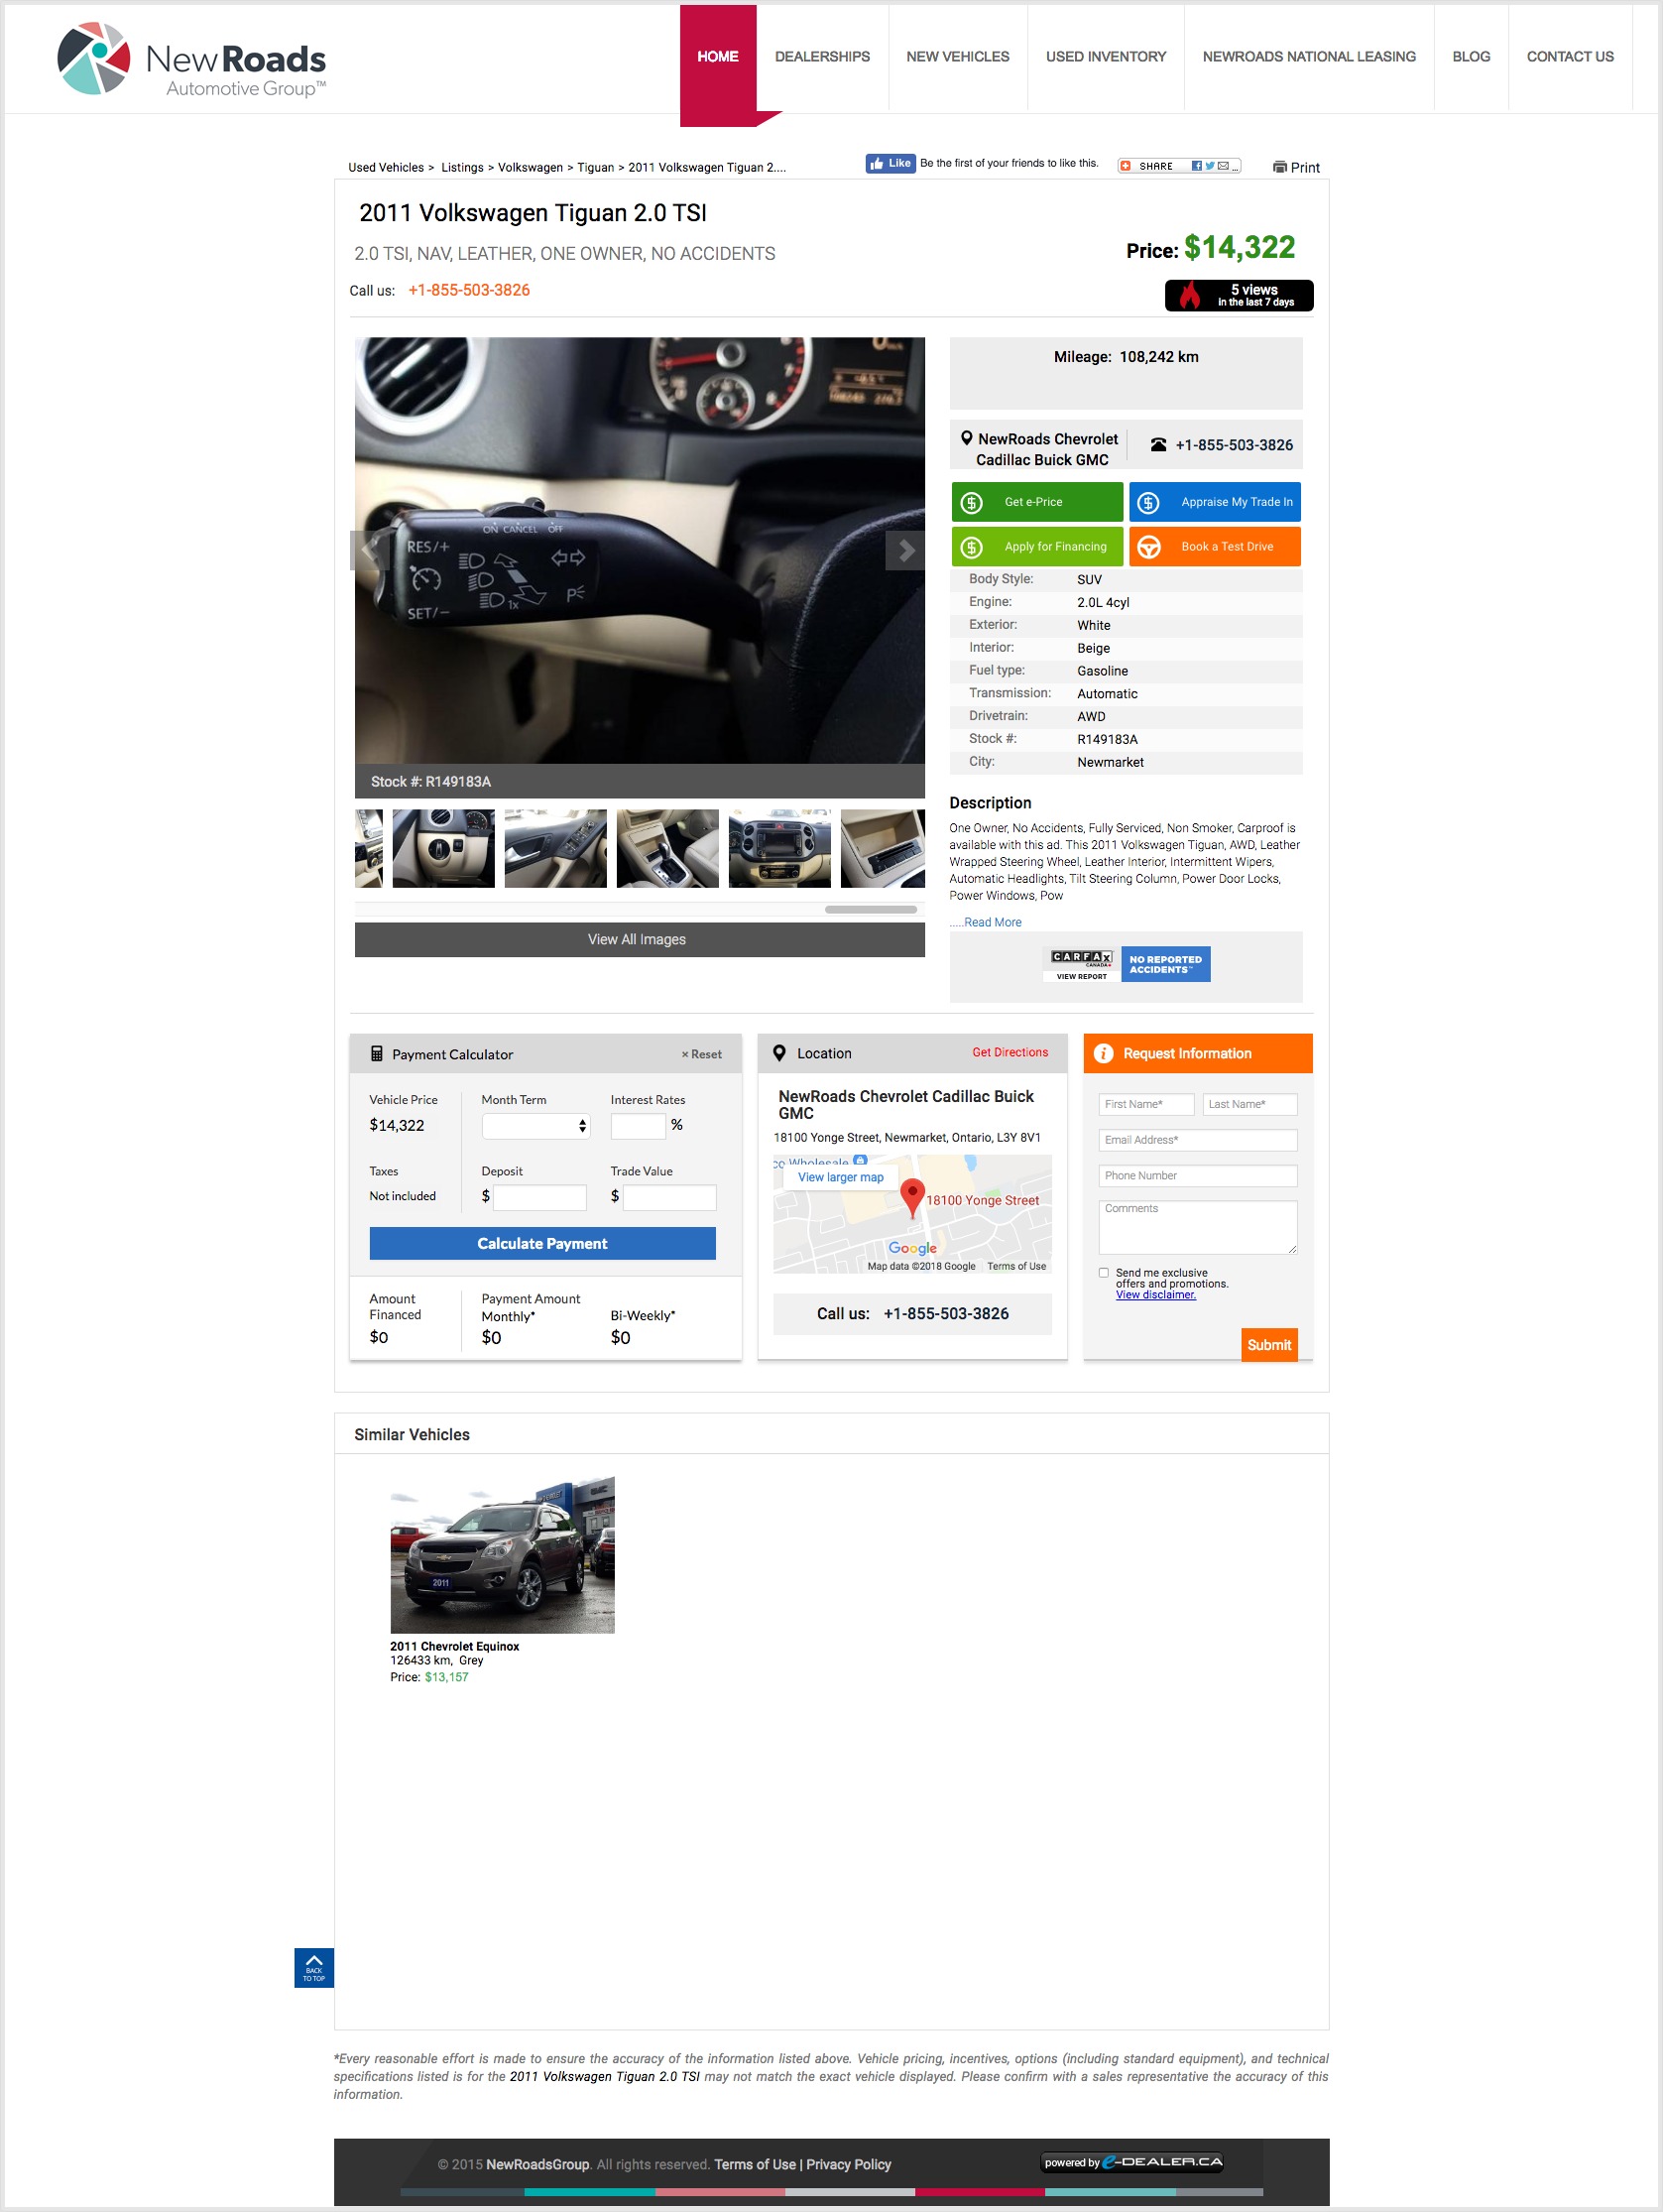 NewRoads
Automotive Group™
HOME
DEALERSHIPS
NEW VEHICLES
USED INVENTORY
NEWROADS NATIONAL LEASING
BLOG
CONTACT US
Used Vehicles > Listings > Volkswagen > Tiguan > 2011 Volkswagen Tiguan 2....
Like
Be the first of your friends to like this.
SHARE
Print
2011 Volkswagen Tiguan 2.0 TSI
2.0 TSI, NAV, LEATHER, ONE OWNER, NO ACCIDENTS
Price: $14,322
Call us: +1-855-503-3826
5 views
in the last 7 days
ON CANCEL OFF
RES/+
SET/-
1x
P
Stock #: R149183A
View All Images
Mileage: 108,242 km
NewRoads Chevrolet
Cadillac Buick GMC
+1-855-503-3826
Get e-Price
Appraise My Trade In
Apply for Financing
Book a Test Drive
Body Style: SUV
Engine: 2.0L 4cyl
Exterior: White
Interior: Beige
Fuel type: Gasoline
Transmission: Automatic
Drivetrain: AWD
Stock #: R149183A
City: Newmarket
Description
One Owner, No Accidents, Fully Serviced, Non Smoker, Carproof is
available with this ad. This 2011 Volkswagen Tiguan, AWD, Leather
Wrapped Steering Wheel, Leather Interior, Intermittent Wipers,
Automatic Headlights, Tilt Steering Column, Power Door Locks,
Power Windows, Pow
.....Read More
CARFAX
CANADA
VIEW REPORT
NO REPORTED
ACCIDENTS™
Payment Calculator
× Reset
Vehicle Price
Month Term
Interest Rates
$14,322
%
Taxes
Deposit
Trade Value
Not included
$
$
Calculate Payment
Amount
Financed
Payment Amount
Monthly*
Bi-Weekly*
$0
$0
$0
Location
Get Directions
NewRoads Chevrolet Cadillac Buick
GMC
18100 Yonge Street, Newmarket, Ontario, L3Y 8V1
co Wholesale
View larger map
18100 Yonge Street
Google
Map data ©2018 Google
Terms of Use
Call us: +1-855-503-3826
Request Information
First Name*
Last Name*
Email Address*
Phone Number
Comments
Send me exclusive
offers and promotions.
View disclaimer.
Submit
Similar Vehicles
2011
2011 Chevrolet Equinox
126433 km, Grey
Price: $13,157
BACK
TO TOP
*Every reasonable effort is made to ensure the accuracy of the information listed above. Vehicle pricing, incentives, options (including standard equipment), and technical
specifications listed is for the 2011 Volkswagen Tiguan 2.0 TSI may not match the exact vehicle displayed. Please confirm with a sales representative the accuracy of this
information.
© 2015 NewRoadsGroup. All rights reserved. Terms of Use | Privacy Policy
powered by e-DEALER.CA